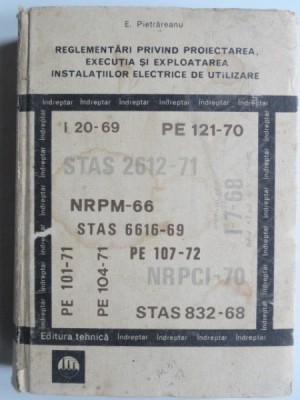 E. Pietrăreanu
REGLEMENTĂRI PRIVIND PROIECTAREA,
EXECUȚIA ȘI EXPLOATAREA
INSTALAȚIILOR ELECTRICE DE UTILIZARE
Îndreptar Îndreptar Îndreptar Îndreptar Îndreptar
I 20-69 PE 121-70
STAS 2612-71
I 7-68
NRPM-66
STAS 6616-69
PE 101-71
PE 104-71
PE 107-72
NRPCI-70
STAS 832-68
Editura tehnică Îndreptar Îndreptar Îndreptar Îndreptar